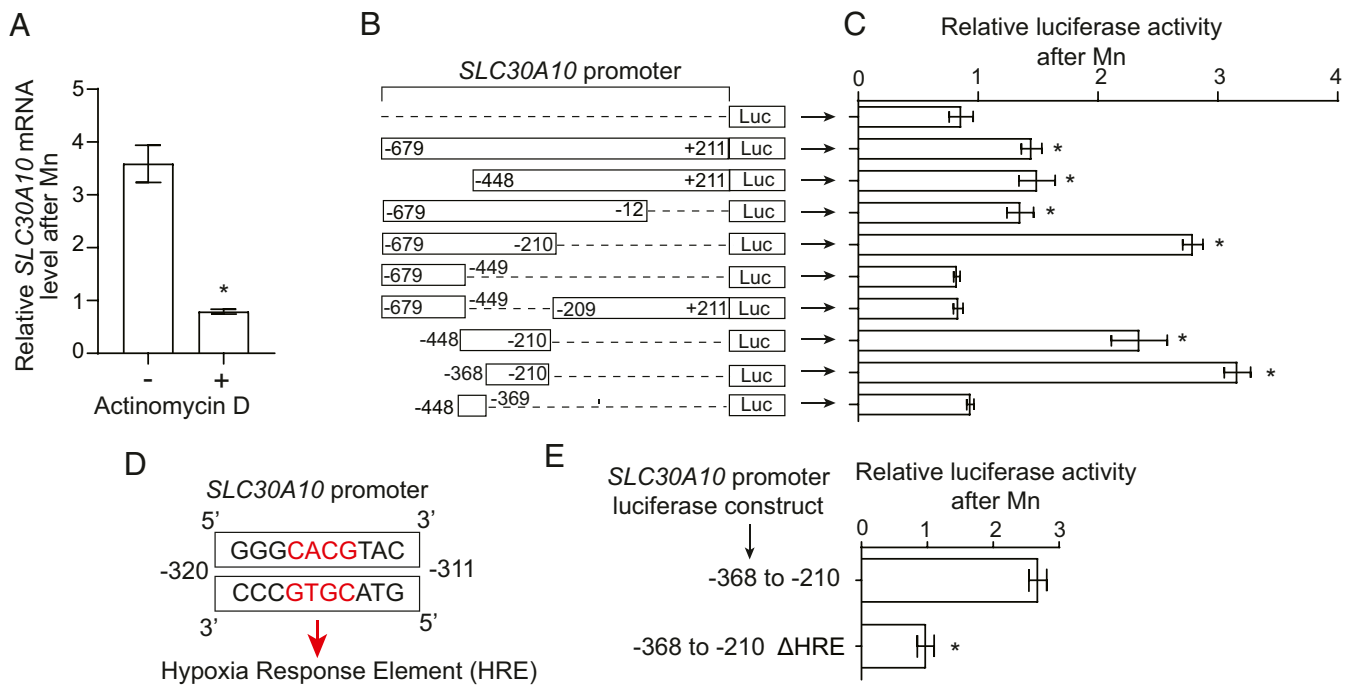 A
Relative SLC30A10 mRNA
level after Mn
5
4
3
2
1
0
*
- +
Actinomycin D
B
SLC30A10 promoter
Luc
-679 +211 Luc
-448 +211 Luc
-679 -12 Luc
-679 -210 Luc
-679 -449 Luc
-679 -449 -209 +211 Luc
-448 -210 Luc
-368 -210 Luc
-448 -369 Luc
C
Relative luciferase activity
after Mn
0 1 2 3 4
*
*
*
*
*
*
D
SLC30A10 promoter
5’ 3’
GGGCACGTAC
-320 -311
CCCGTGCATG
3’ 5’
Hypoxia Response Element (HRE)
E
SLC30A10 promoter
luciferase construct
Relative luciferase activity
after Mn
0 1 2 3
-368 to -210
-368 to -210 ΔHRE
*